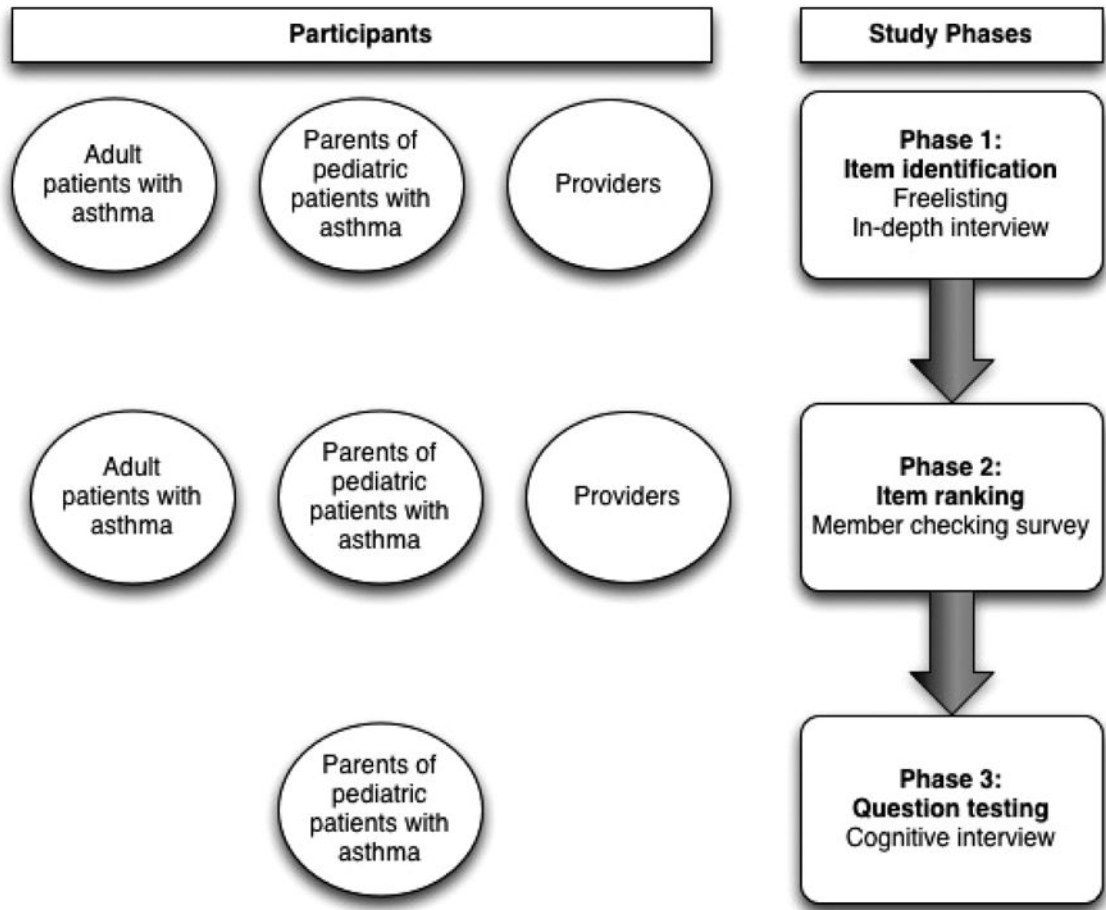 Participants
Study Phases
Adult
patients with
asthma
Parents of
pediatric
patients with
asthma
Providers
Phase 1:
Item identification
Freelisting
In-depth interview
Adult
patients with
asthma
Parents of
pediatric
patients with
asthma
Providers
Phase 2:
Item ranking
Member checking survey
Parents of
pediatric
patients with
asthma
Phase 3:
Question testing
Cognitive interview